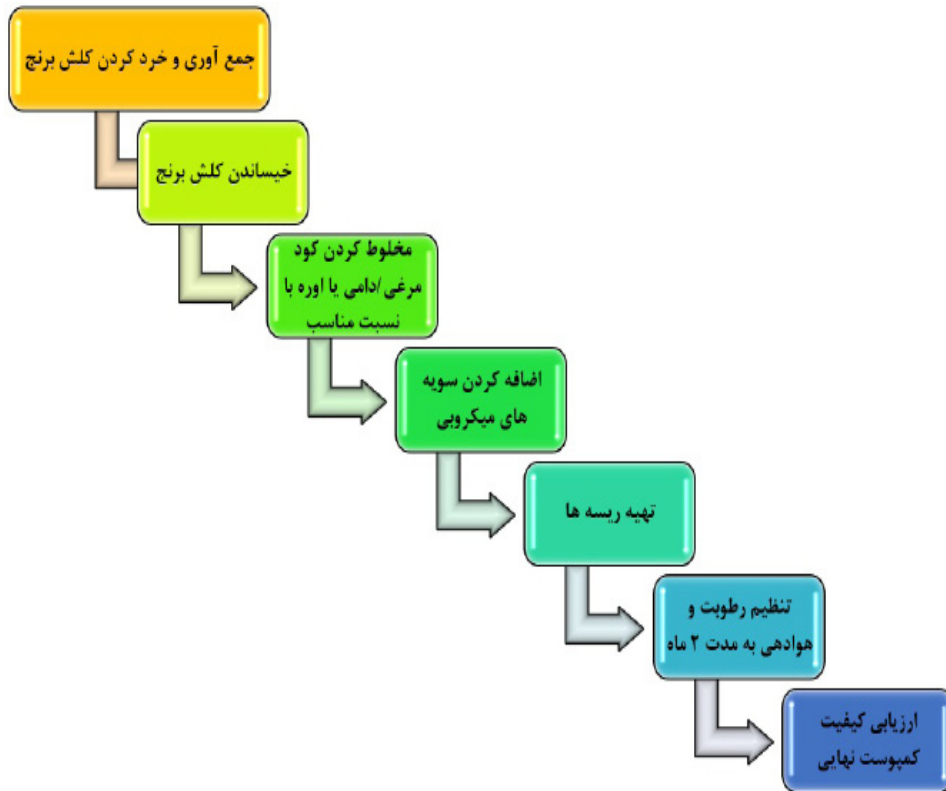 جمع آوری و خرد کردن کلش برنج
خیساندن کلش برنج
مخلوط کردن کود
مرغی/دامی یا اوره با
نسبت مناسب
اضافه کردن سویه
های میکروبی
تهیه ریسه ها
تنظیم رطوبت و
هوادهی به مدت ۲ ماه
ارزیابی کیفیت
کمپوست نهایی